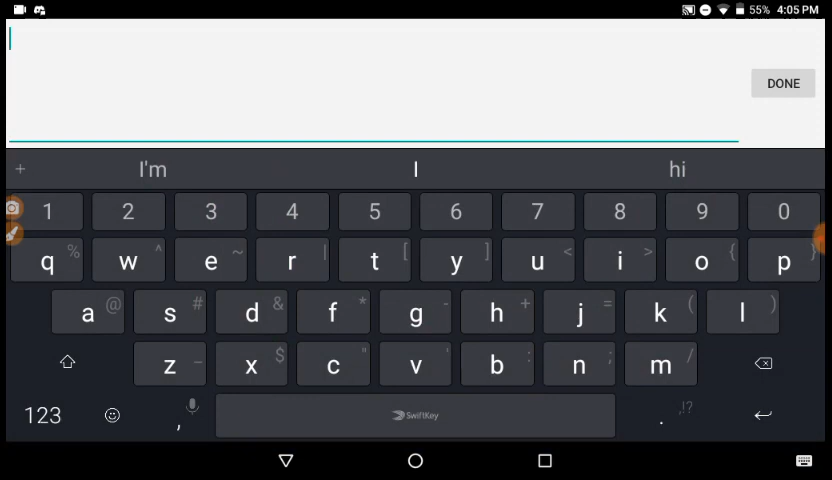 55% 4:05 PM
DONE
+ I'm I hi
1 2 3 4 5 6 7 8 9 0
q % w ^ e ~ r | t [ y ] u < i > o { p }
a @ s # d & f * g - h + j = k ( l )
z _ x $ c " v ' b : n ; m /
123 , SwiftKey . ,!?